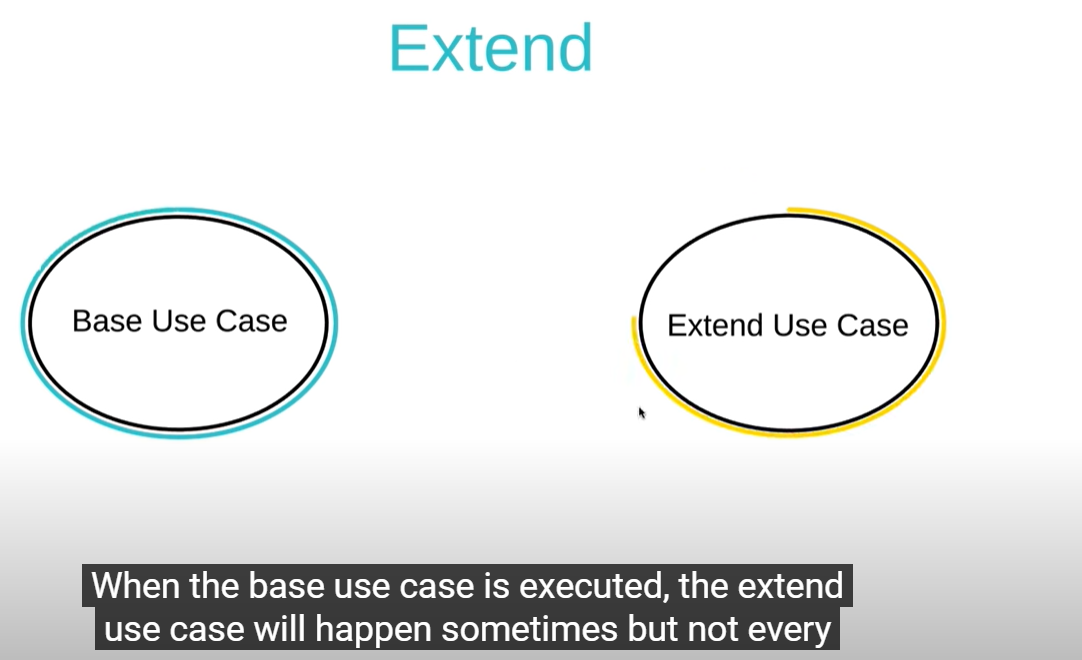 Extend
Base Use Case
Extend Use Case
When the base use case is executed, the extend
use case will happen sometimes but not every